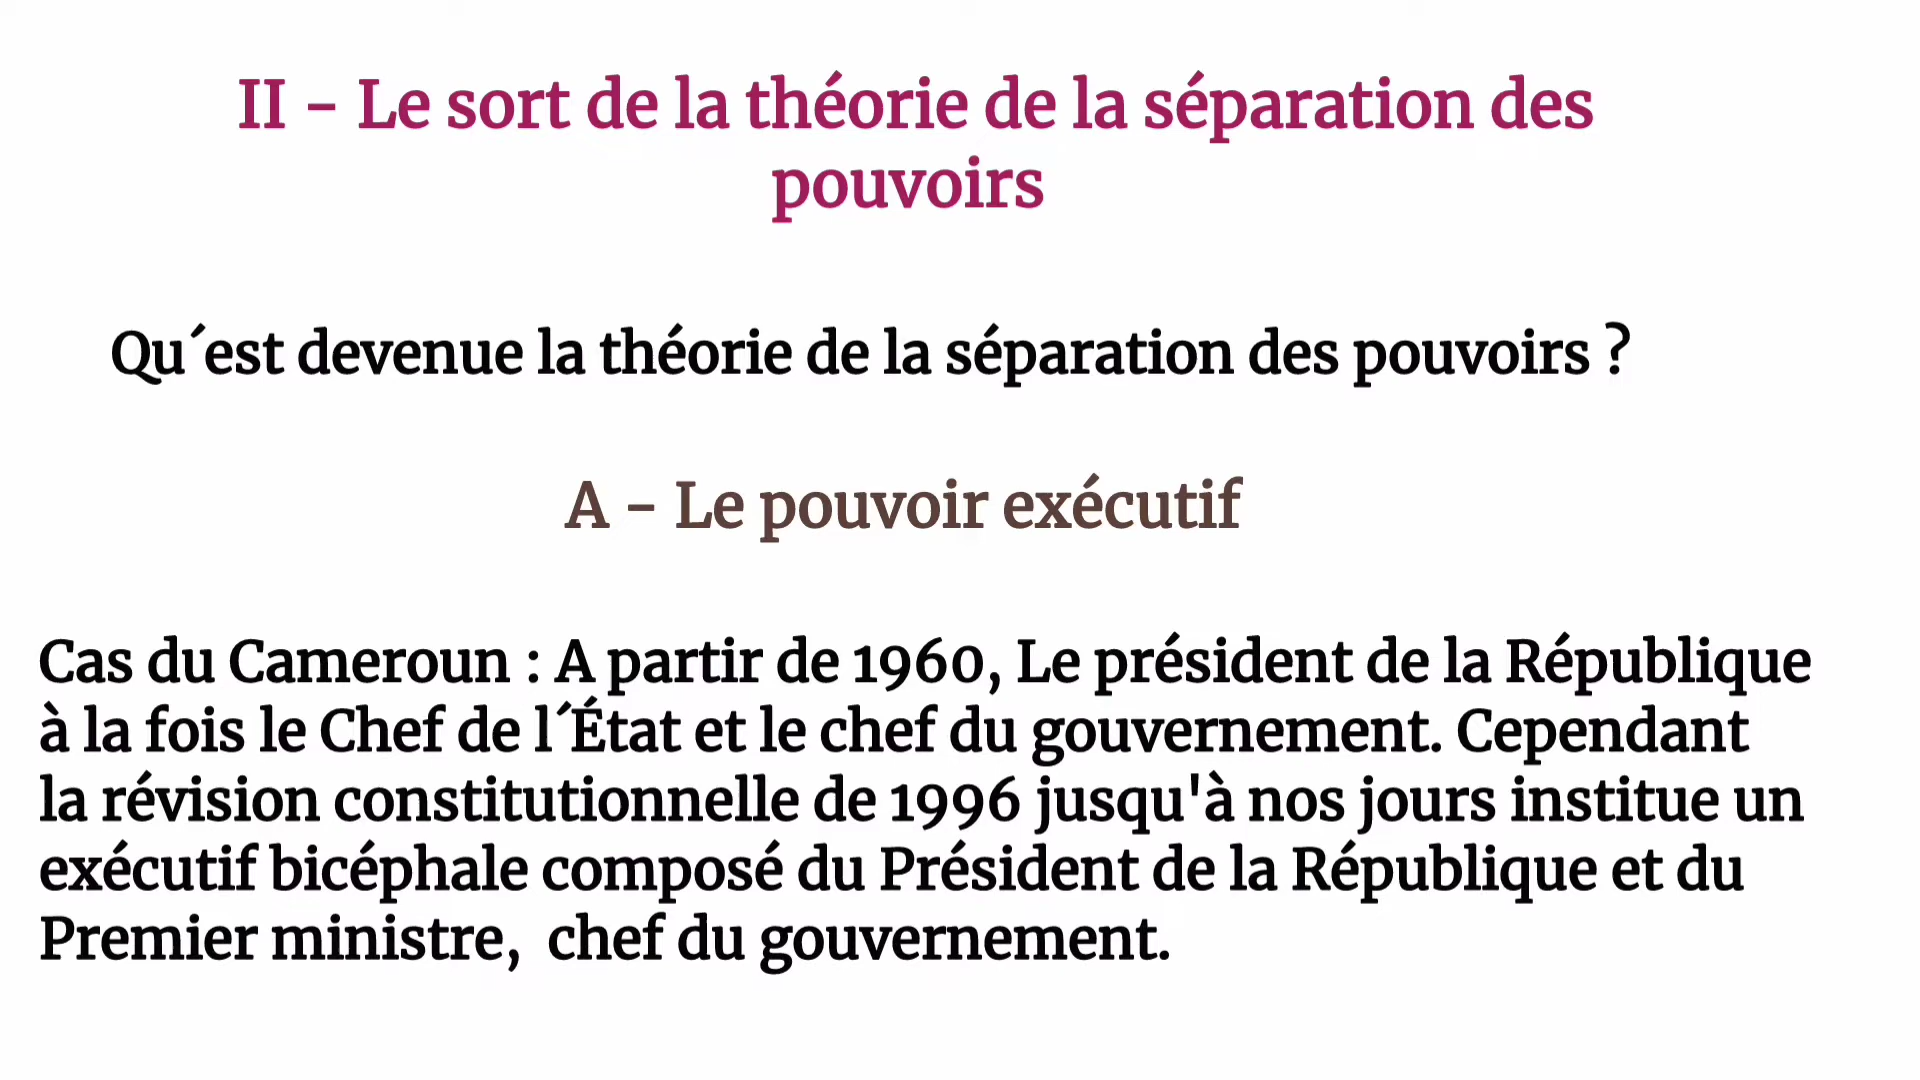 II - Le sort de la théorie de la séparation des
pouvoirs
Qu´est devenue la théorie de la séparation des pouvoirs ?
A - Le pouvoir exécutif
Cas du Cameroun : A partir de 1960, Le président de la République
à la fois le Chef de l´État et le chef du gouvernement. Cependant
la révision constitutionnelle de 1996 jusqu'à nos jours institue un
exécutif bicéphale composé du Président de la République et du
Premier ministre,  chef du gouvernement.